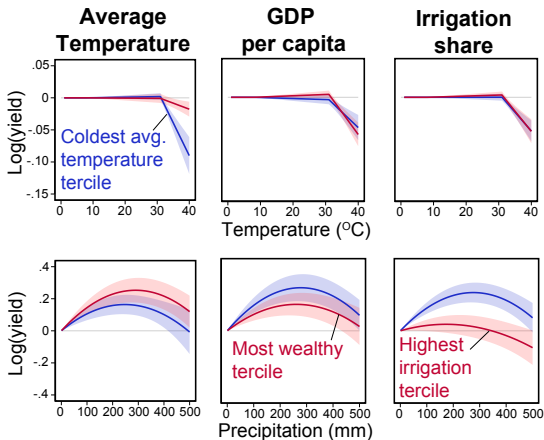 Average
Temperature
GDP
per capita
Irrigation
share
Log(yield)
.05
0
-.05
-.10
-.15
Coldest avg.
temperature
tercile
0 10 20 30 40
0 10 20 30 40
0 10 20 30 40
Temperature (OC)
Log(yield)
.4
.2
0
.2
-.4
Most wealthy
tercile
Highest
irrigation
tercile
0 100 200 300 400 500
0 100 200 300 400 500
0 100 200 300 400 500
Precipitation (mm)